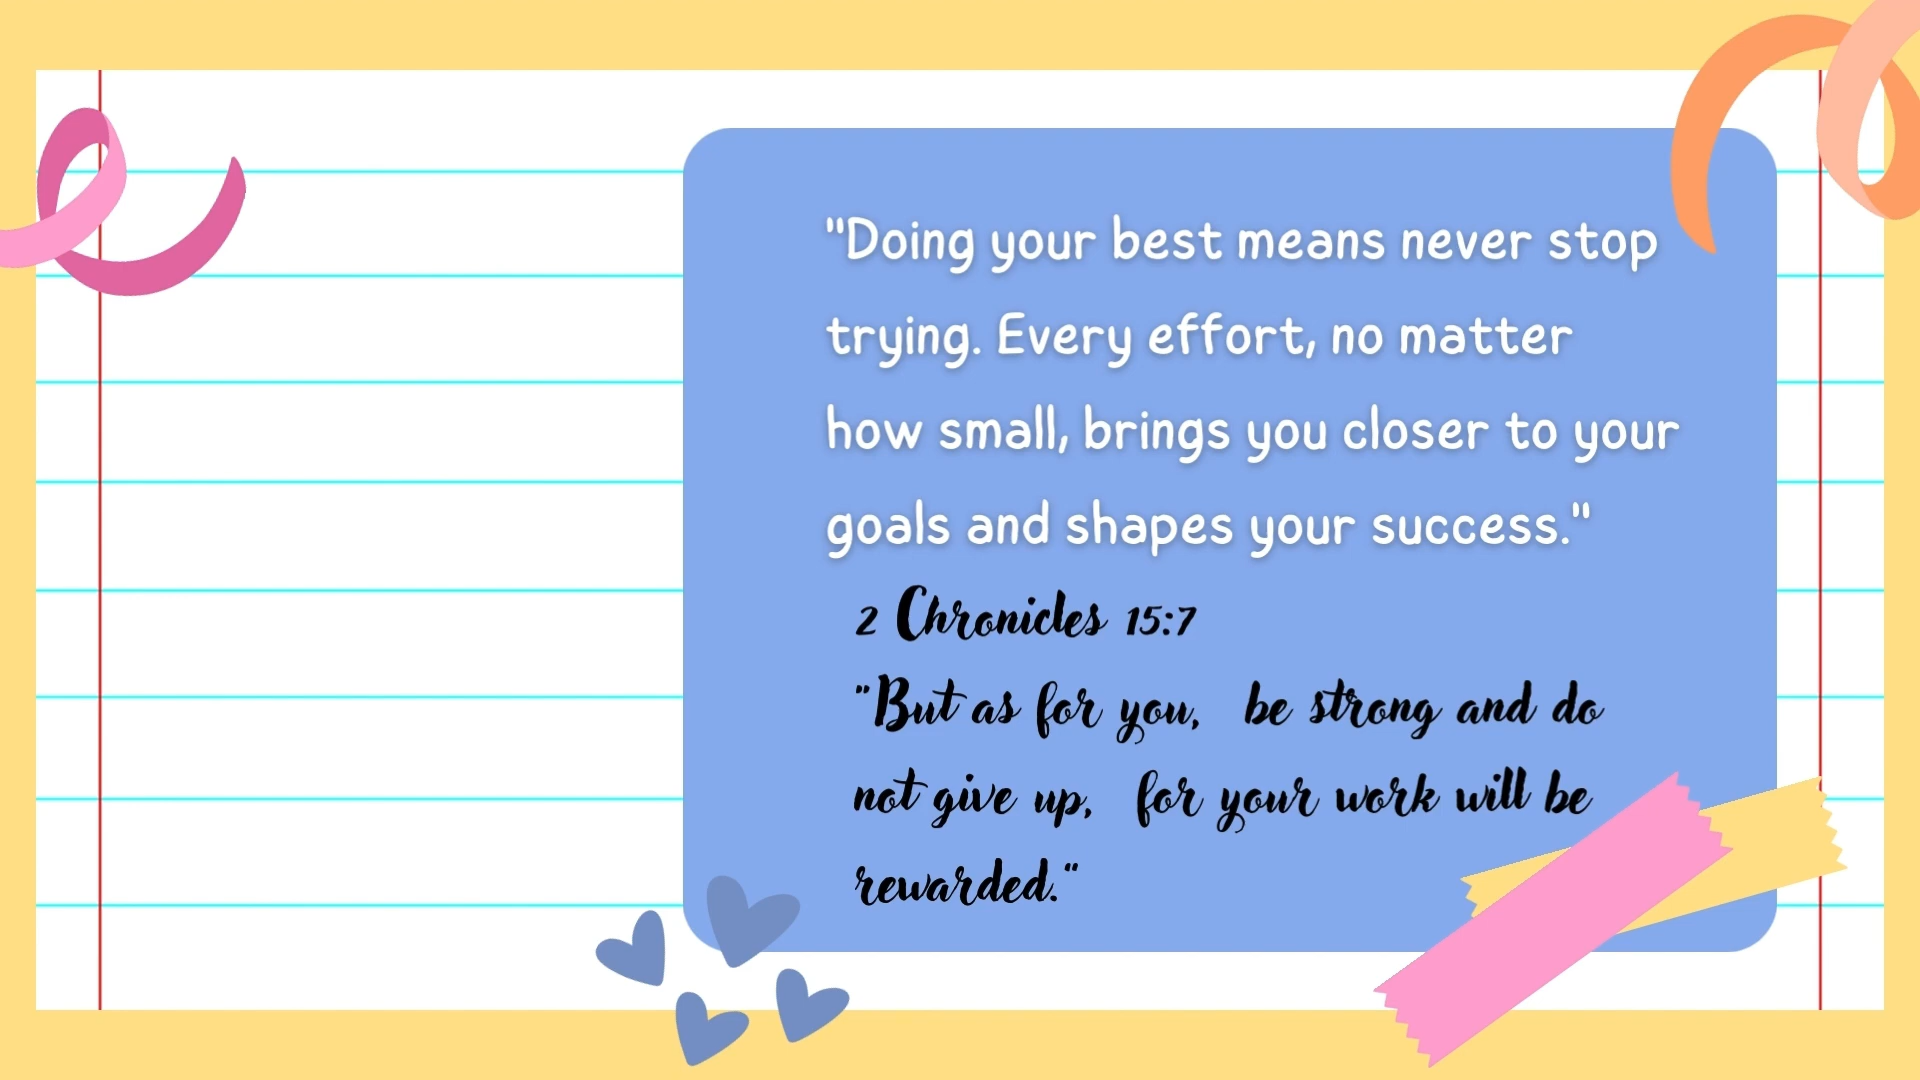 "Doing your best means never stop
trying. Every effort, no matter
how small, brings you closer to your
goals and shapes your success."
2 Chronicles 15:7
"But as for you, be strong and do
not give up, for your work will be
rewarded."